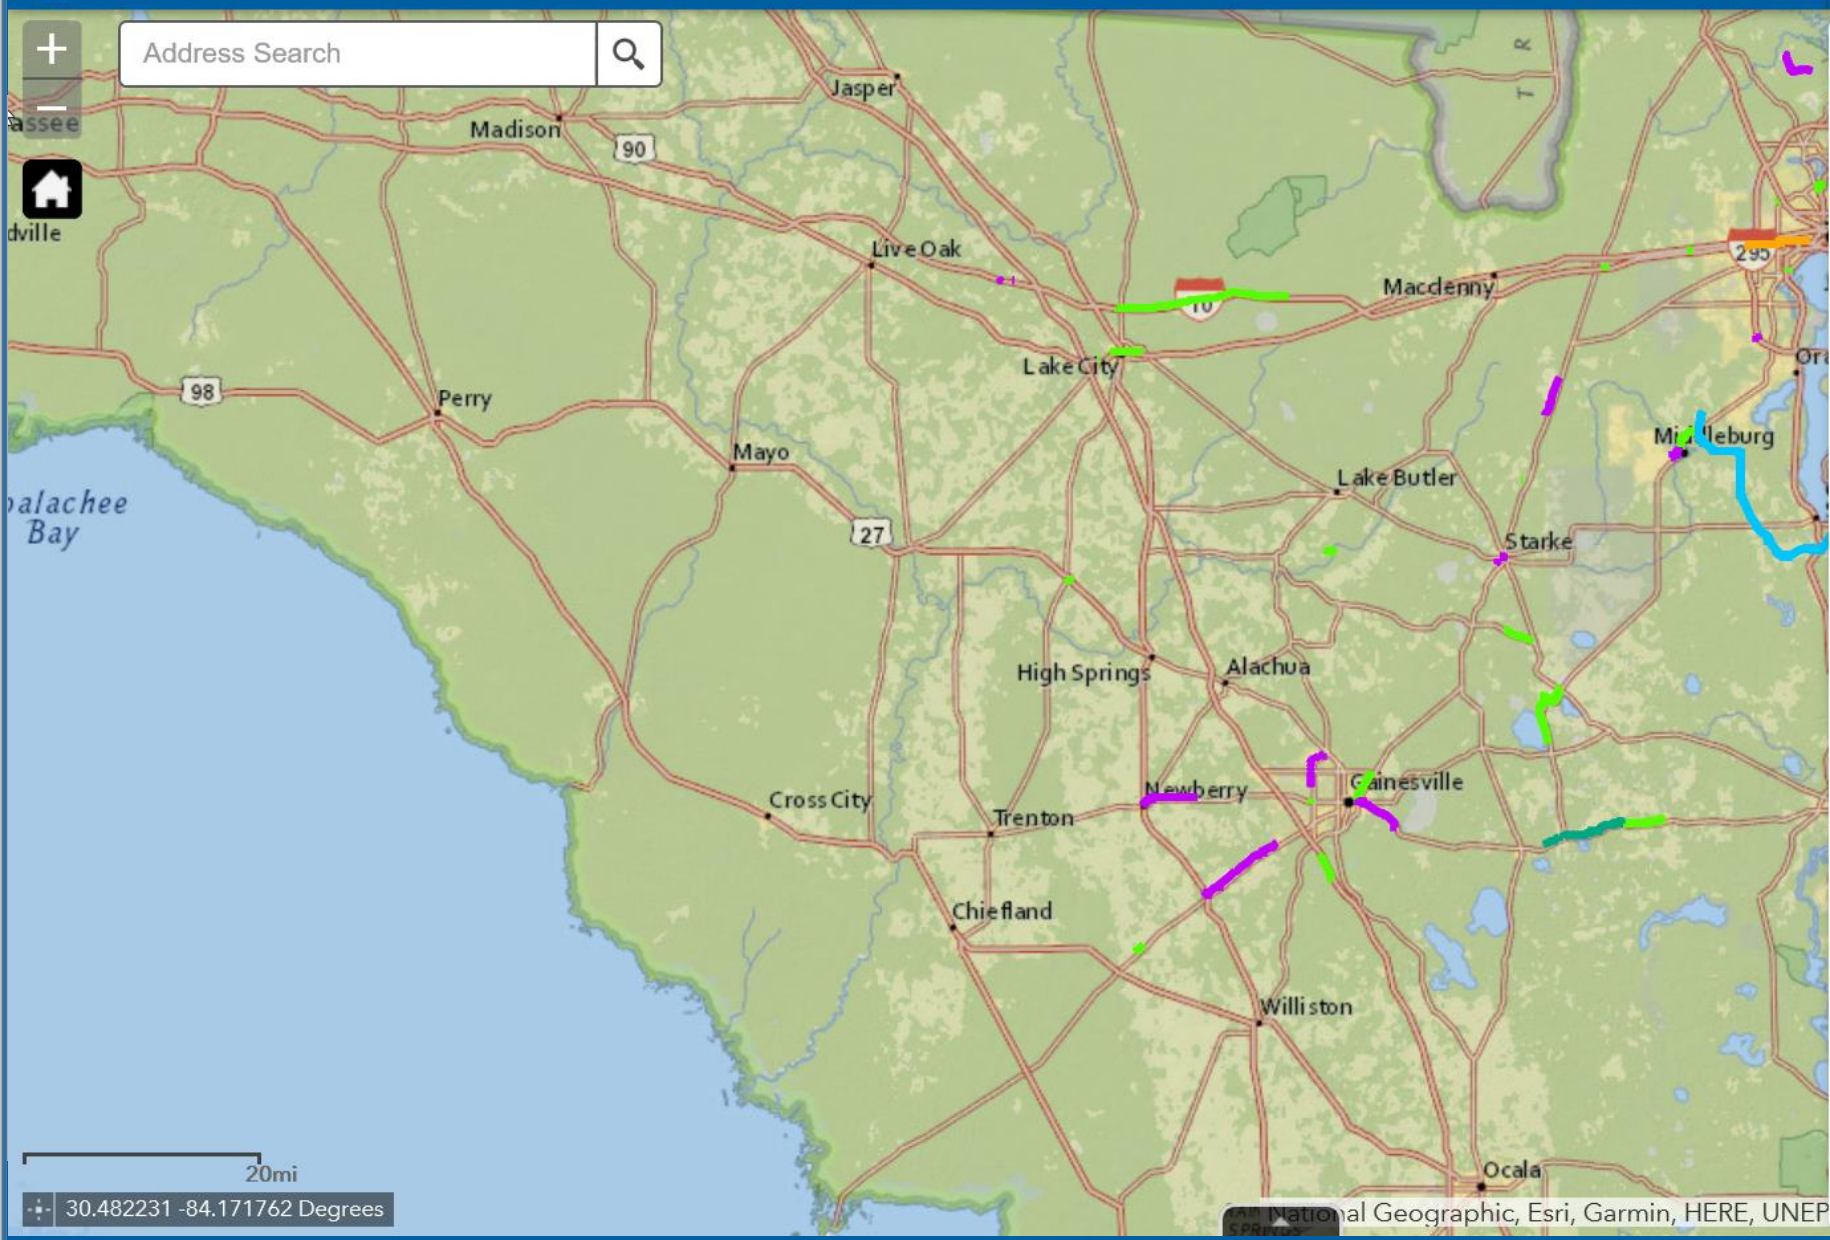 +
Address Search
−
assee
Jasper
Madison
90
T R
dville
Live Oak
295
10
Macclenny
Lake City
98
Perry
Middleburg
Mayo
Lake Butler
palachee
Bay
27
Starke
High Springs
Alachua
Newberry
Gainesville
Cross City
Trenton
Chiefland
Williston
Ocala
20mi
30.482231 -84.171762 Degrees
National Geographic, Esri, Garmin, HERE, UNEP